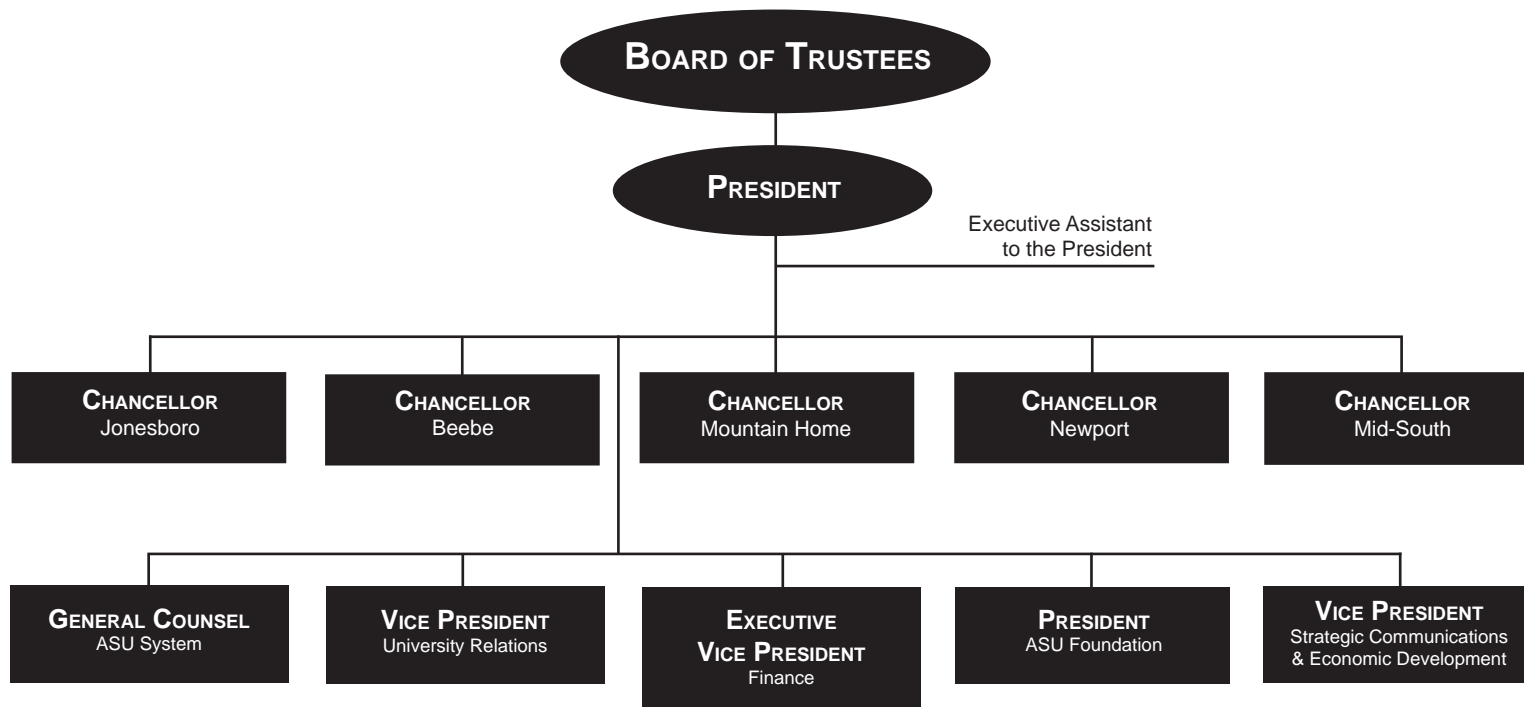 BOARD OF TRUSTEES
PRESIDENT
Executive Assistant
to the President
CHANCELLOR
Jonesboro
CHANCELLOR
Beebe
CHANCELLOR
Mountain Home
CHANCELLOR
Newport
CHANCELLOR
Mid-South
GENERAL COUNSEL
ASU System
VICE PRESIDENT
University Relations
EXECUTIVE
VICE PRESIDENT
Finance
PRESIDENT
ASU Foundation
VICE PRESIDENT
Strategic Communications
& Economic Development